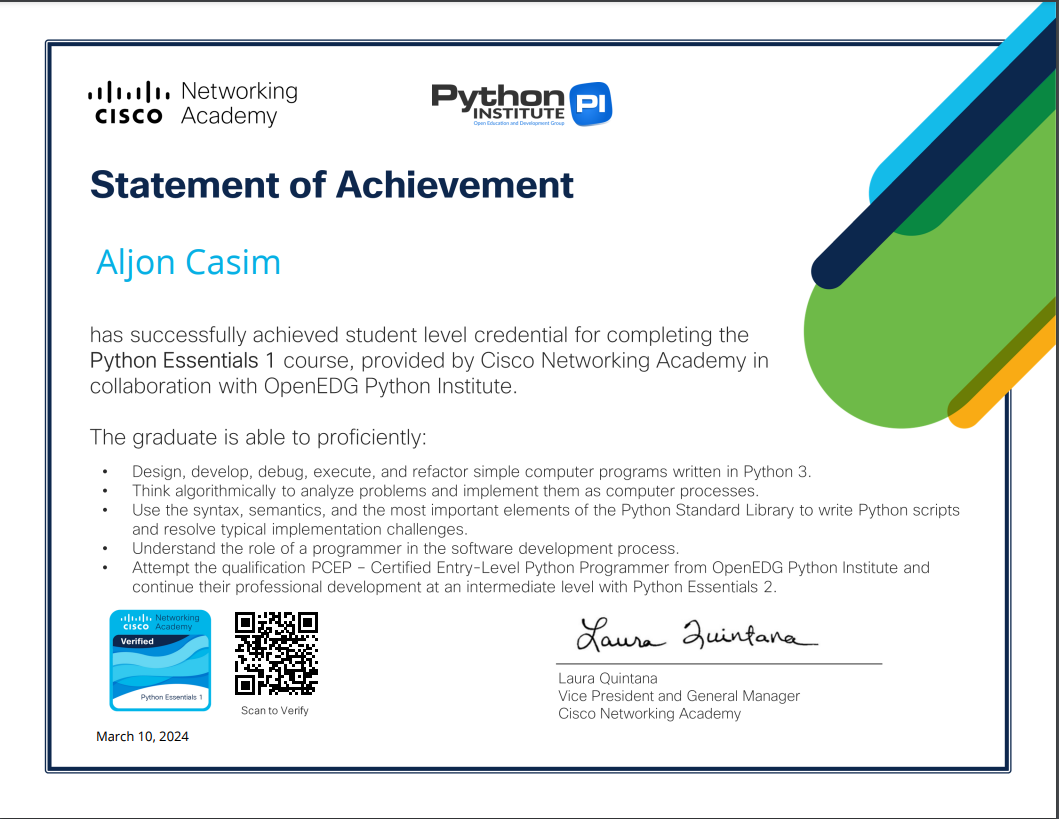 CISCO Networking Academy
Python INSTITUTE PI
Open Education and Development Group
Statement of Achievement
Aljon Casim
has successfully achieved student level credential for completing the
Python Essentials 1 course, provided by Cisco Networking Academy in
collaboration with OpenEDG Python Institute.
The graduate is able to proficiently:
• Design, develop, debug, execute, and refactor simple computer programs written in Python 3.
• Think algorithmically to analyze problems and implement them as computer processes.
• Use the syntax, semantics, and the most important elements of the Python Standard Library to write Python scripts
and resolve typical implementation challenges.
• Understand the role of a programmer in the software development process.
• Attempt the qualification PCEP – Certified Entry-Level Python Programmer from OpenEDG Python Institute and
continue their professional development at an intermediate level with Python Essentials 2.
CISCO Networking Academy
Verified
Python Essentials 1
Scan to Verify
March 10, 2024
Laura Quintana
Laura Quintana
Vice President and General Manager
Cisco Networking Academy